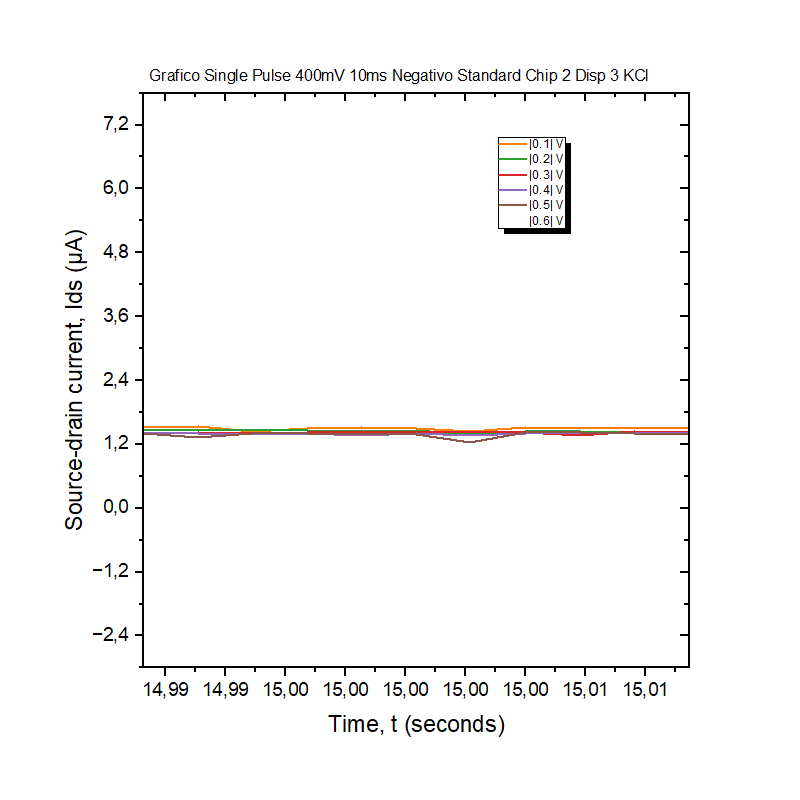 Grafico Single Pulse 400mV 10ms Negativo Standard Chip 2 Disp 3 KCl
7,2
6,0
4,8
3,6
2,4
1,2
0,0
−1,2
−2,4
Source-drain current, Ids (µA)
|0.1| V
|0.2| V
|0.3| V
|0.4| V
|0.5| V
|0.6| V
14,99 14,99 15,00 15,00 15,00 15,00 15,00 15,01 15,01
Time, t (seconds)